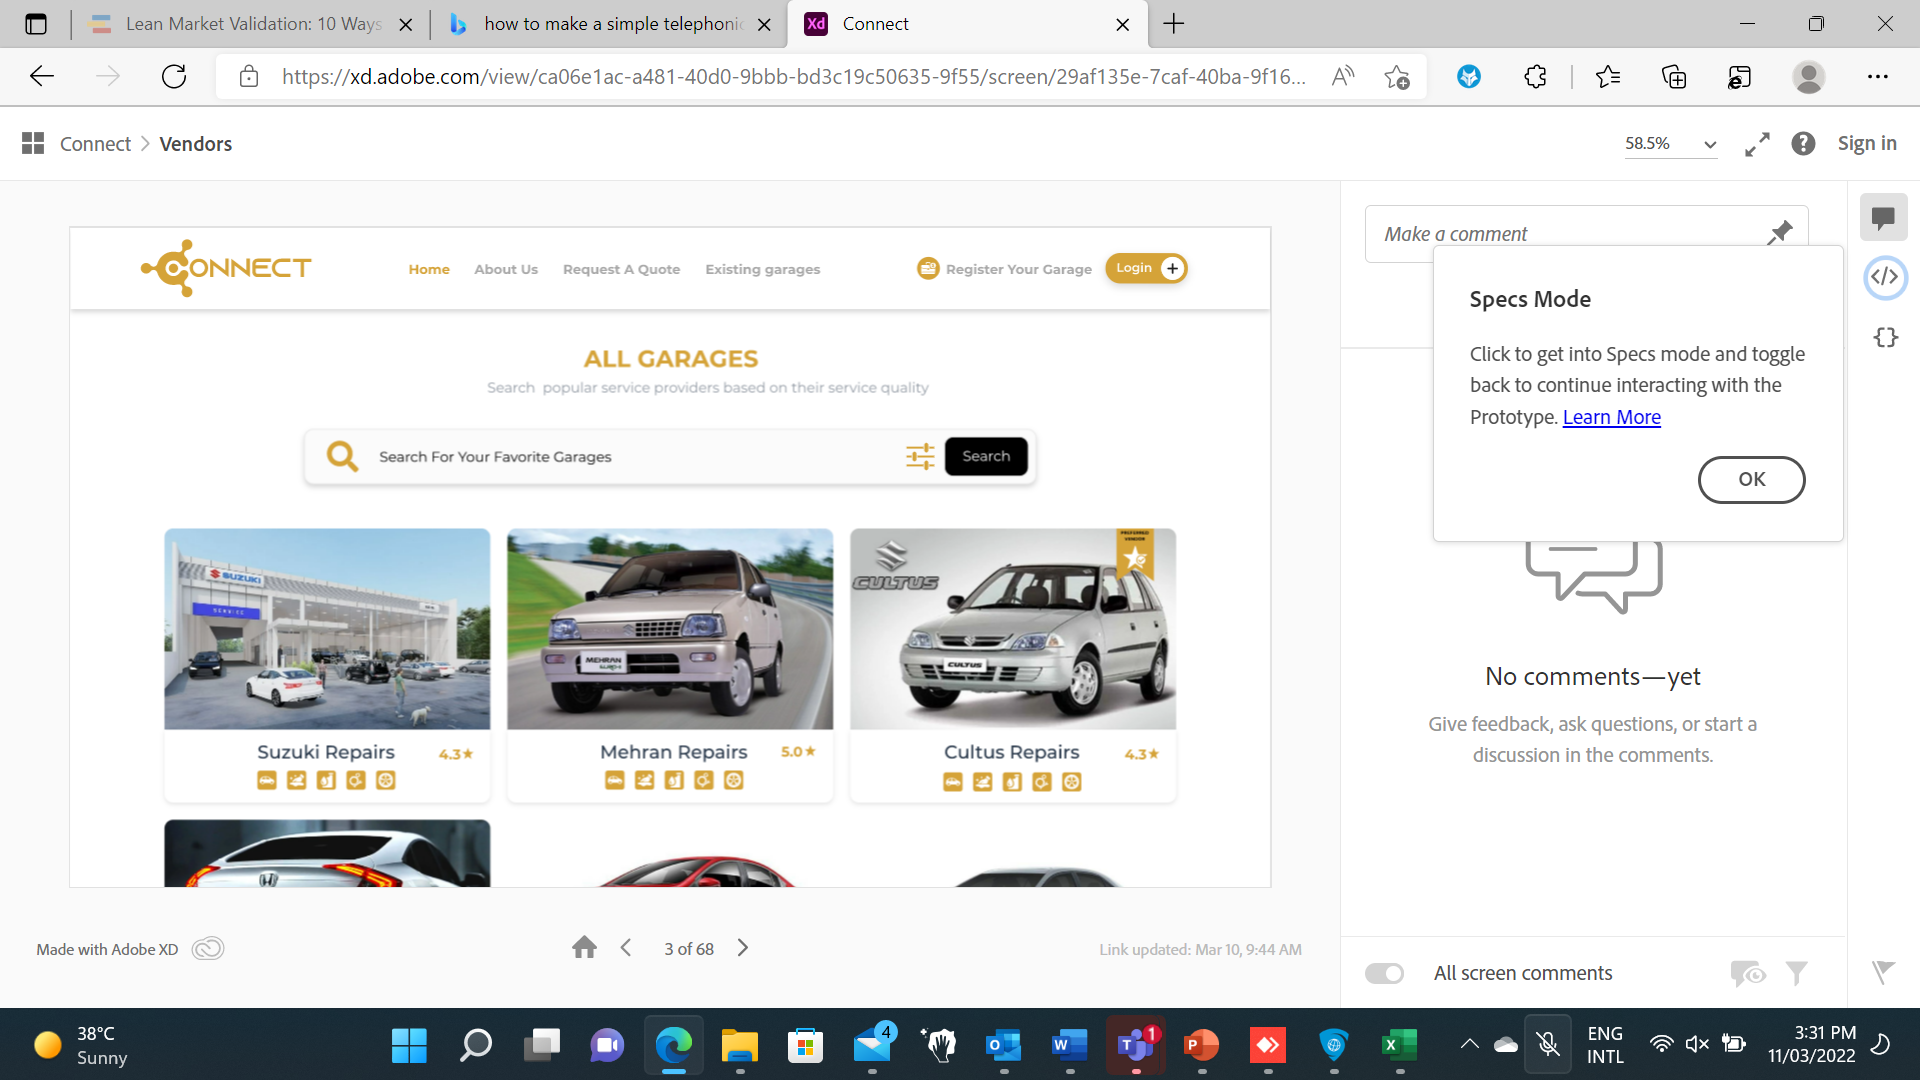 Lean Market Validation: 10 Ways
how to make a simple telephonic
Xd Connect
https://xd.adobe.com/view/ca06e1ac-a481-40d0-9bbb-bd3c19c50635-9f55/screen/29af135e-7caf-40ba-9f16...
Connect > Vendors
58.5%
Sign in
CONNECT
Home
About Us
Request A Quote
Existing garages
Register Your Garage
Login +
ALL GARAGES
Search popular service providers based on their service quality
Search For Your Favorite Garages
Search
SUZUKI
SERVICE
MEHRAN
CULTUS
CULTUS
PREFERRED
VENDOR
Suzuki Repairs 4.3★
Mehran Repairs 5.0★
Cultus Repairs 4.3★
Make a comment
Specs Mode
Click to get into Specs mode and toggle
back to continue interacting with the
Prototype. Learn More
OK
No comments—yet
Give feedback, ask questions, or start a
discussion in the comments.
Made with Adobe XD
3 of 68
Link updated: Mar 10, 9:44 AM
All screen comments
38°C
Sunny
4
1
ENG
INTL
3:31 PM
11/03/2022